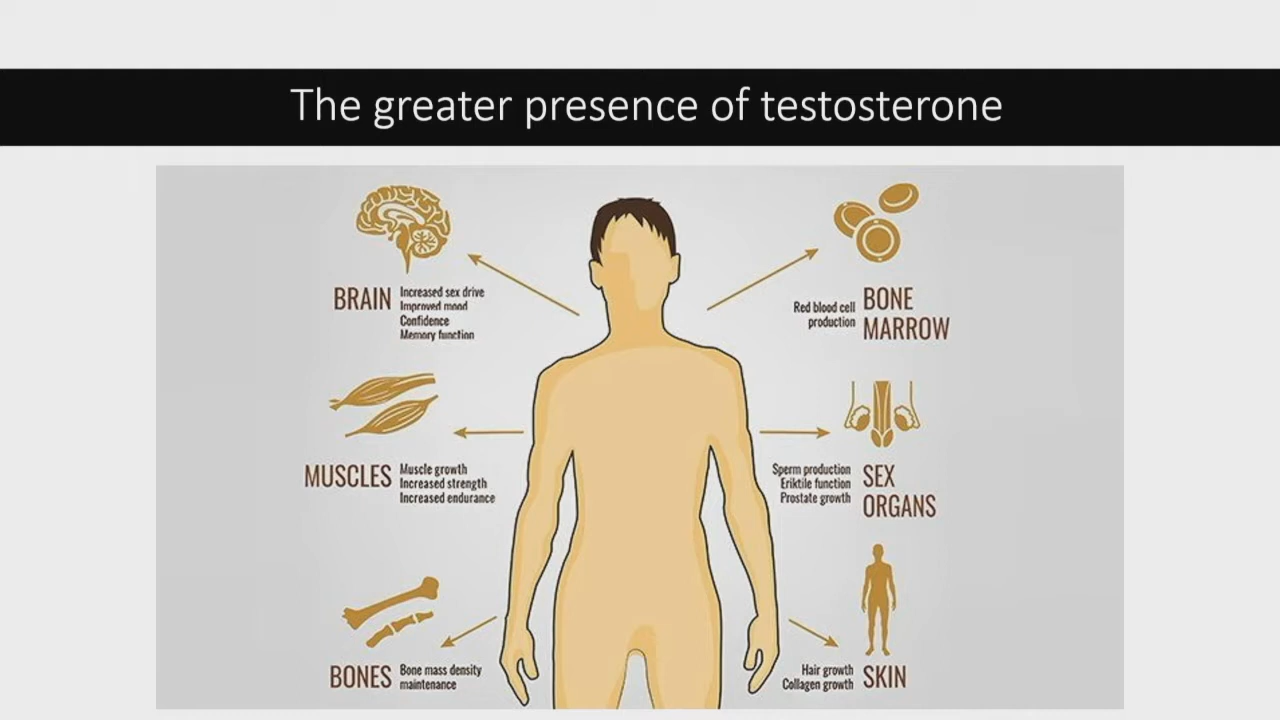 The greater presence of testosterone
BRAIN
Increased sex drive
Improved mood
Confidence
Memory function
Red blood cell
production
BONE
MARROW
MUSCLES
Muscle growth
Increased strength
Increased endurance
Sperm production
Eriktile function
Prostate growth
SEX
ORGANS
BONES
Bone mass density
maintenance
Hair growth
Collagen growth
SKIN